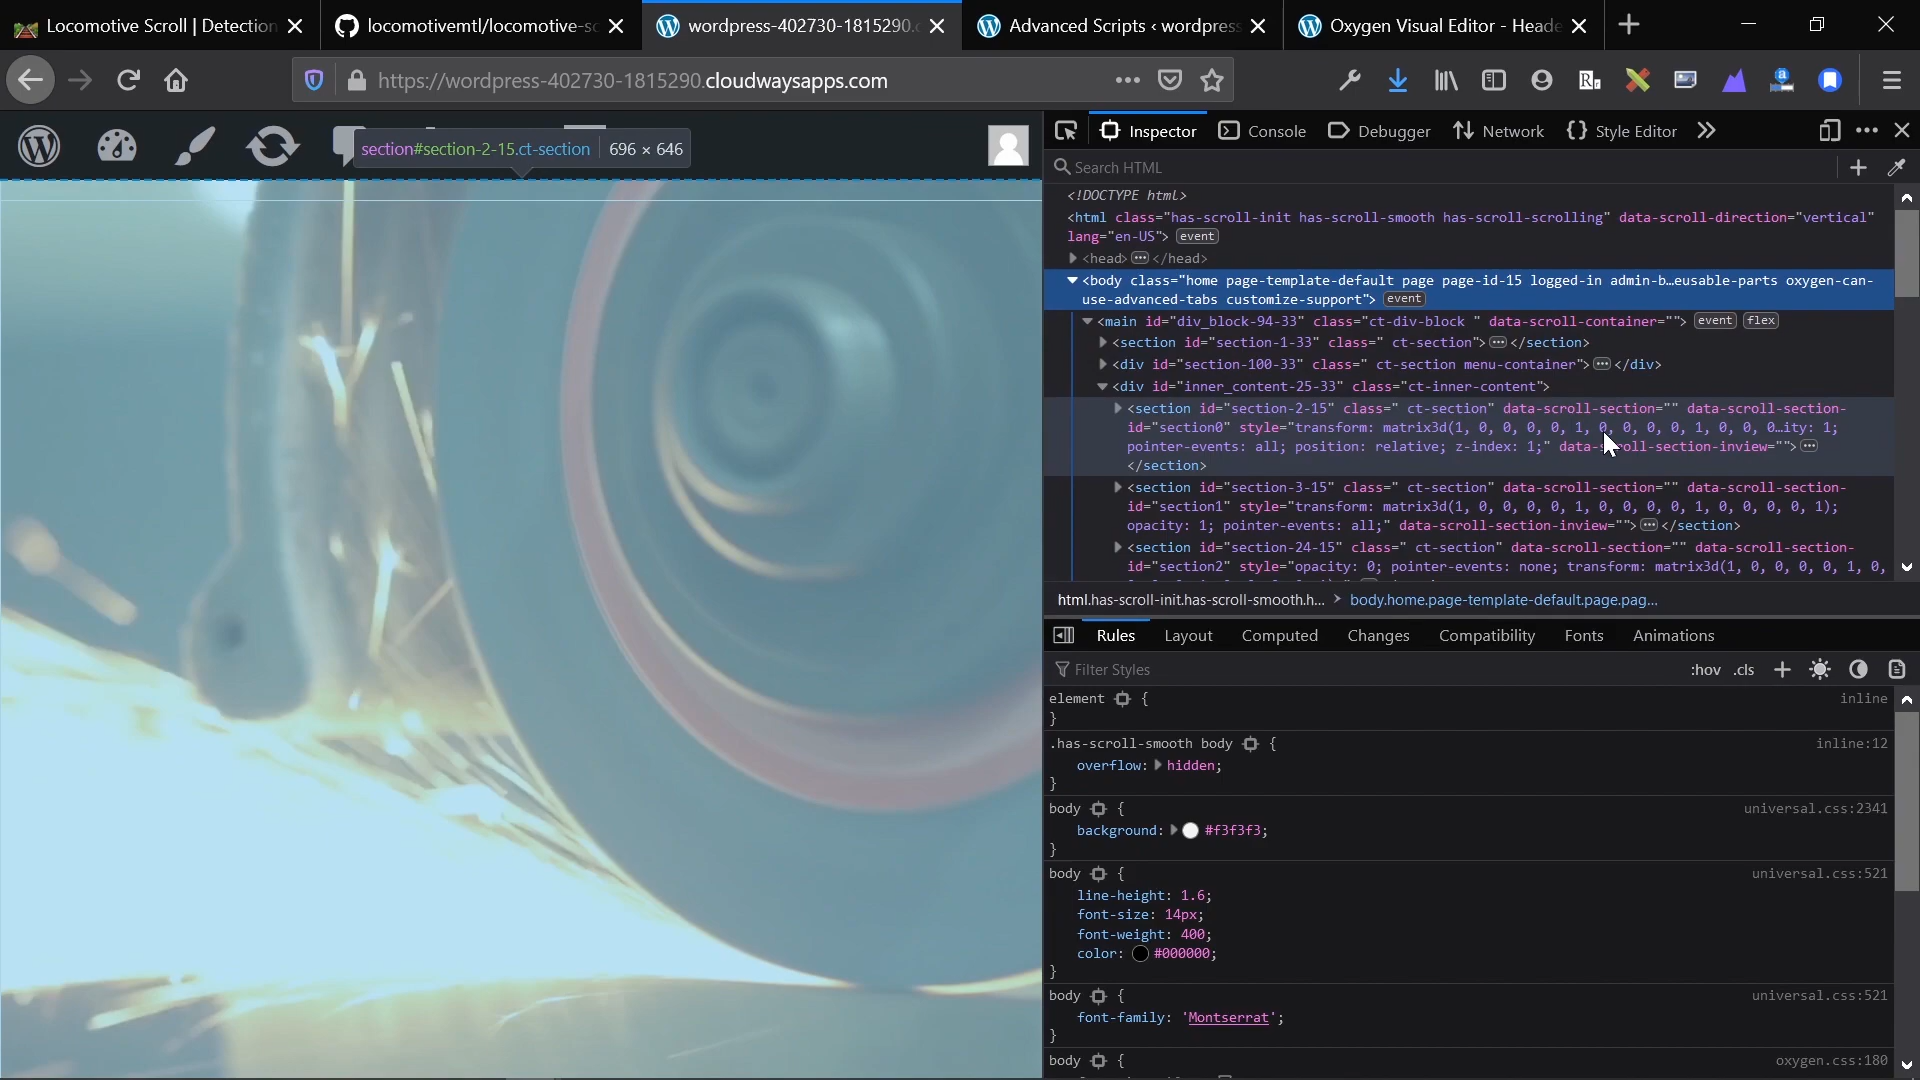 Locomotive Scroll | Detection
locomotivemtl/locomotive-sc
wordpress-402730-1815290.c
Advanced Scripts ‹ wordpress
Oxygen Visual Editor - Heade
https://wordpress-402730-1815290.cloudwaysapps.com
section#section-2-15.ct-section 696 × 646
Inspector Console Debugger Network {} Style Editor
Search HTML
<!DOCTYPE html>
<html class="has-scroll-init has-scroll-smooth has-scroll-scrolling" data-scroll-direction="vertical"
lang="en-US"> event
<head> ••• </head>
<body class="home page-template-default page page-id-15 logged-in admin-b…eusable-parts oxygen-can-
use-advanced-tabs customize-support"> event
<main id="div_block-94-33" class="ct-div-block " data-scroll-container=""> event flex
<section id="section-1-33" class=" ct-section"> ••• </section>
<div id="section-100-33" class=" ct-section menu-container"> ••• </div>
<div id="inner_content-25-33" class="ct-inner-content">
<section id="section-2-15" class=" ct-section" data-scroll-section="" data-scroll-section-
id="section0" style="transform: matrix3d(1, 0, 0, 0, 0, 1, 0, 0, 0, 0, 1, 0, 0, 0…ity: 1;
pointer-events: all; position: relative; z-index: 1;" data-scroll-section-inview=""> •••
</section>
<section id="section-3-15" class=" ct-section" data-scroll-section="" data-scroll-section-
id="section1" style="transform: matrix3d(1, 0, 0, 0, 0, 1, 0, 0, 0, 0, 1, 0, 0, 0, 0, 1);
opacity: 1; pointer-events: all;" data-scroll-section-inview=""> ••• </section>
<section id="section-24-15" class=" ct-section" data-scroll-section="" data-scroll-section-
id="section2" style="opacity: 0; pointer-events: none; transform: matrix3d(1, 0, 0, 0, 0, 1, 0,
html.has-scroll-init.has-scroll-smooth.h... > body.home.page-template-default.page.pag...
Rules Layout Computed Changes Compatibility Fonts Animations
Filter Styles :hov .cls
element { inline
}
.has-scroll-smooth body { inline:12
overflow: hidden;
}
body { universal.css:2341
background: #f3f3f3;
}
body { universal.css:521
line-height: 1.6;
font-size: 14px;
font-weight: 400;
color: #000000;
}
body { universal.css:521
font-family: 'Montserrat';
}
body { oxygen.css:180